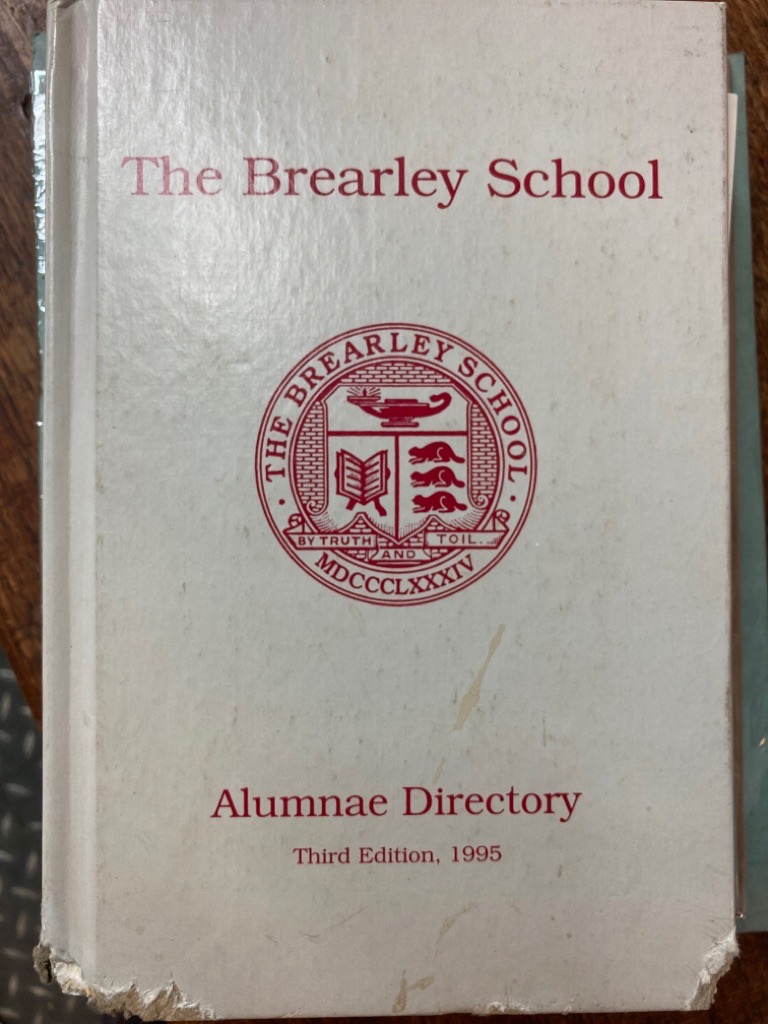 The Brearley School
· THE BREARLEY SCHOOL ·
BY TRUTH AND TOIL
MDCCCLXXXIV
Alumnae Directory
Third Edition, 1995